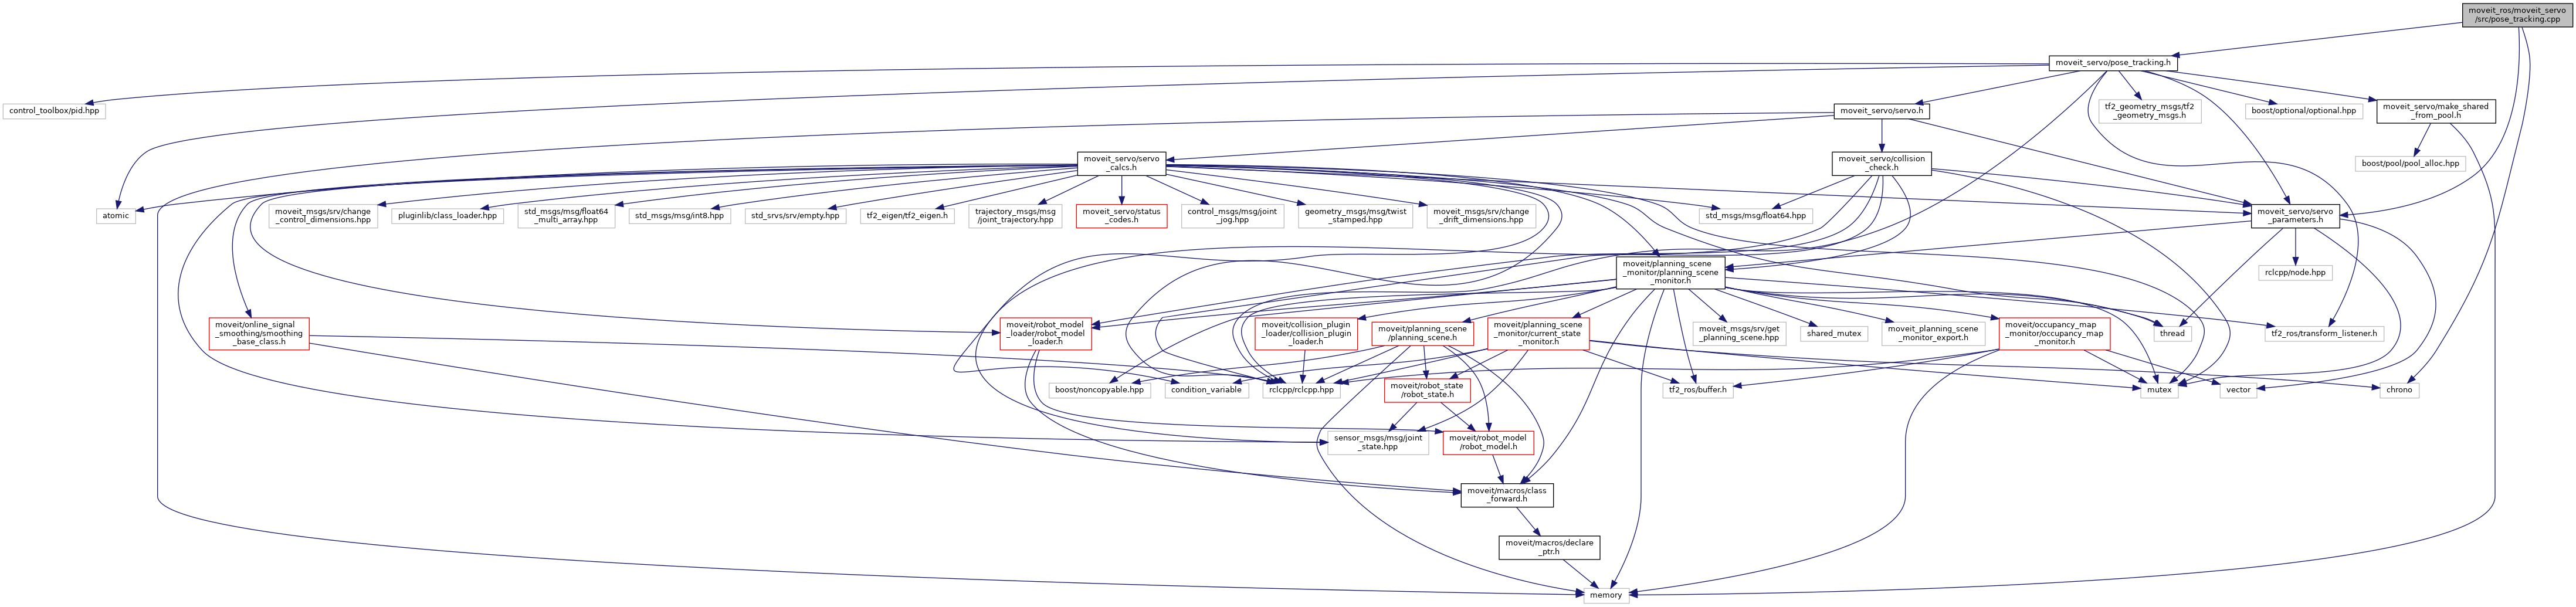 moveit_ros/moveit_servo
/src/pose_tracking.cpp
moveit_servo/pose_tracking.h
control_toolbox/pid.hpp
moveit_servo/servo.h
tf2_geometry_msgs/tf2
_geometry_msgs.h
boost/optional/optional.hpp
moveit_servo/make_shared
_from_pool.h
moveit_servo/servo
_calcs.h
moveit_servo/collision
_check.h
boost/pool/pool_alloc.hpp
atomic
moveit_msgs/srv/change
_control_dimensions.hpp
pluginlib/class_loader.hpp
std_msgs/msg/float64
_multi_array.hpp
std_msgs/msg/int8.hpp
std_srvs/srv/empty.hpp
tf2_eigen/tf2_eigen.h
trajectory_msgs/msg
/joint_trajectory.hpp
moveit_servo/status
_codes.h
control_msgs/msg/joint
_jog.hpp
geometry_msgs/msg/twist
_stamped.hpp
moveit_msgs/srv/change
_drift_dimensions.hpp
std_msgs/msg/float64.hpp
moveit_servo/servo
_parameters.h
moveit/planning_scene
_monitor/planning_scene
_monitor.h
rclcpp/node.hpp
moveit/online_signal
_smoothing/smoothing
_base_class.h
moveit/robot_model
_loader/robot_model
_loader.h
moveit/collision_plugin
_loader/collision_plugin
_loader.h
moveit/planning_scene
/planning_scene.h
moveit/planning_scene
_monitor/current_state
_monitor.h
moveit_msgs/srv/get
_planning_scene.hpp
shared_mutex
moveit_planning_scene
_monitor_export.h
moveit/occupancy_map
_monitor/occupancy_map
_monitor.h
thread
tf2_ros/transform_listener.h
boost/noncopyable.hpp
condition_variable
rclcpp/rclcpp.hpp
moveit/robot_state
/robot_state.h
tf2_ros/buffer.h
mutex
vector
chrono
sensor_msgs/msg/joint
_state.hpp
moveit/robot_model
/robot_model.h
moveit/macros/class
_forward.h
moveit/macros/declare
_ptr.h
memory